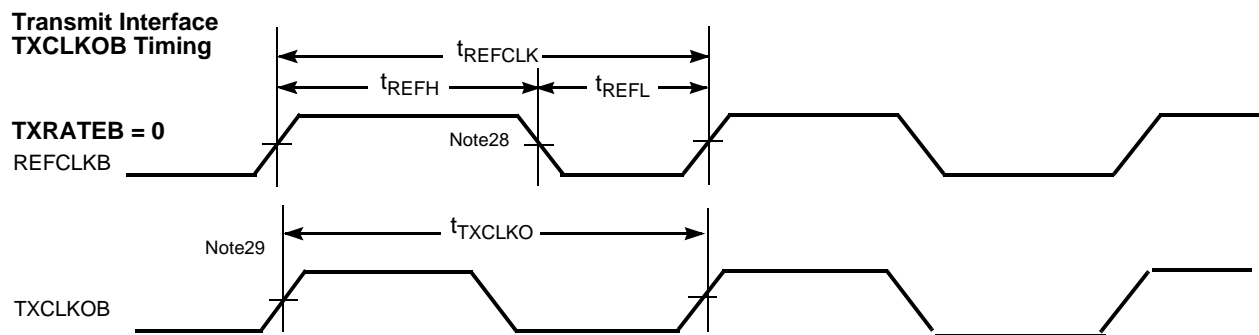 Transmit Interface
TXCLKOB Timing
tREFCLK
tREFH
tREFL
TXRATEB = 0
Note28
REFCLKB
tTXCLKO
Note29
TXCLKOB